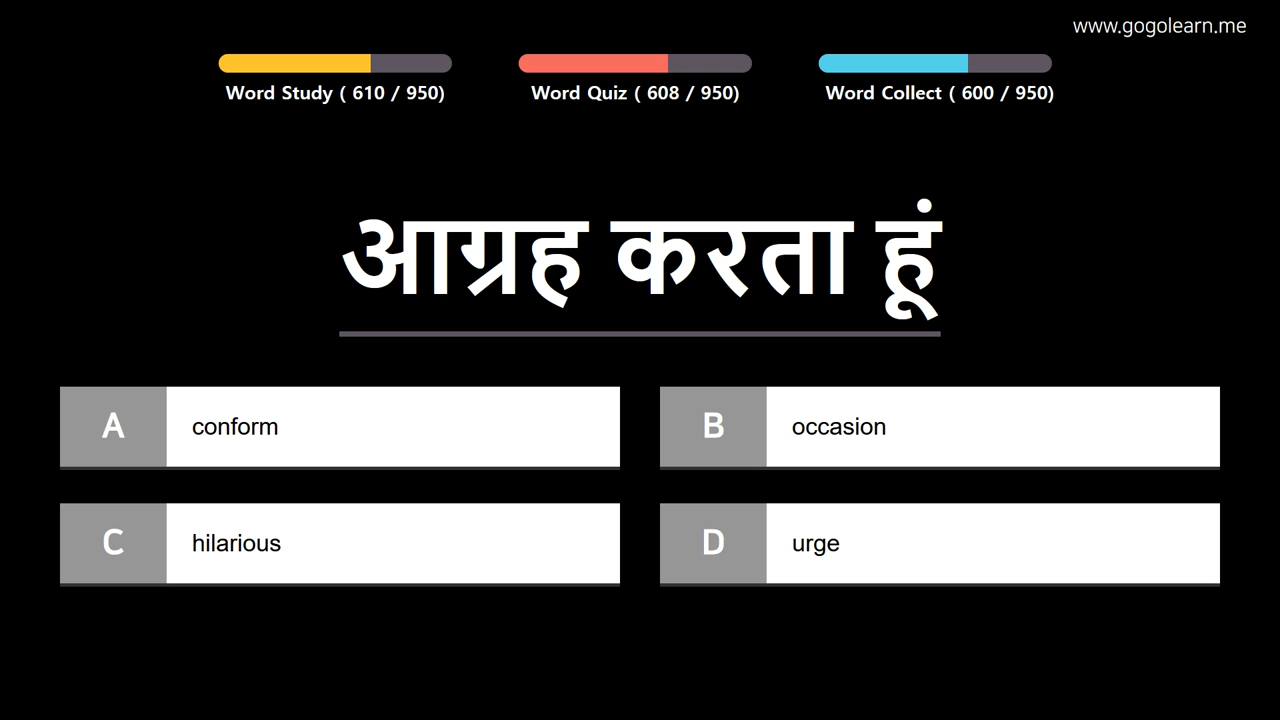 www.gogolearn.me
Word Study ( 610 / 950)
Word Quiz ( 608 / 950)
Word Collect ( 600 / 950)
आग्रह करता हूं
A conform
B occasion
C hilarious
D urge